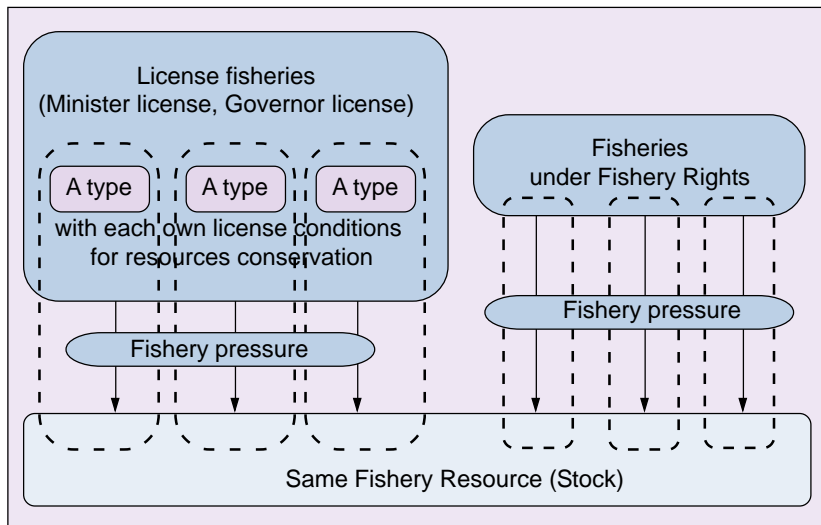 License fisheries
(Minister license, Governor license)
A type
A type
A type
with each own license conditions
for resources conservation
Fishery pressure
Fisheries
under Fishery Rights
Fishery pressure
Same Fishery Resource (Stock)